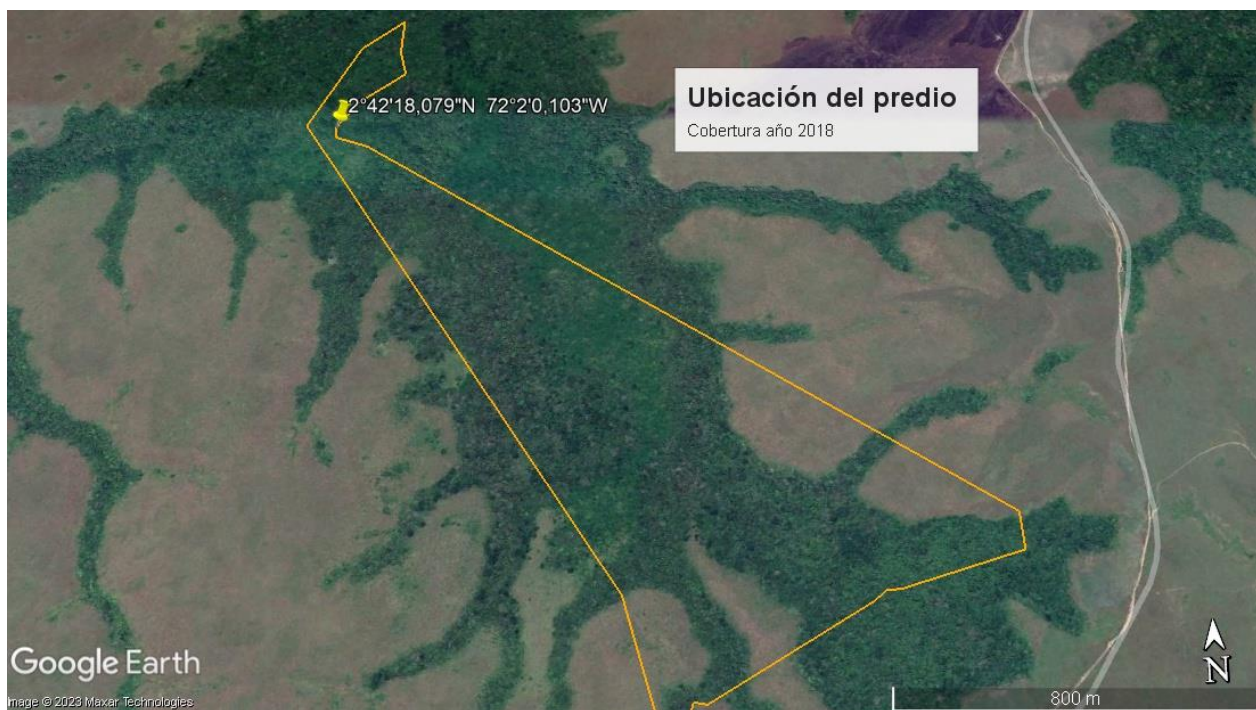 2°42'18,079"N 72°2'0,103"W
Ubicación del predio
Cobertura año 2018
Google Earth
Image © 2023 Maxar Technologies
800 m
N